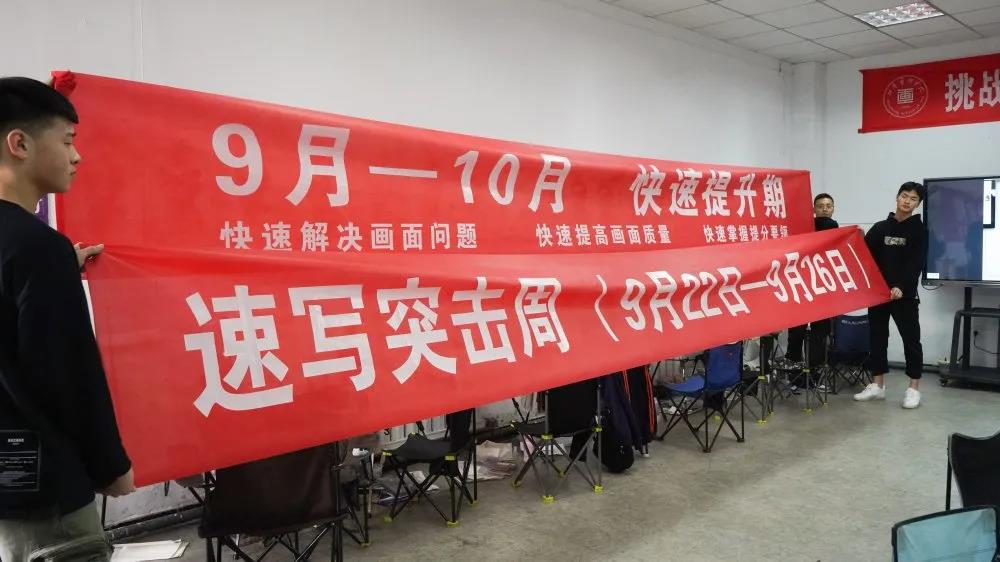 9月—10月 快速提升期
快速解决画面问题 快速提高画面质量 快速掌握提分要领
速写突击周（9月22日—9月26日）
挑战